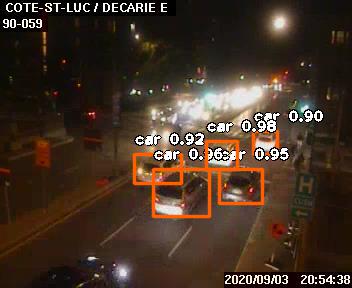 COTE-ST-LUC / DECARIE E
90-059
car 0.90
car 0.98
car 0.92
car 0.96
car 0.95
H
CUSM
2020/09/03 20:54:38